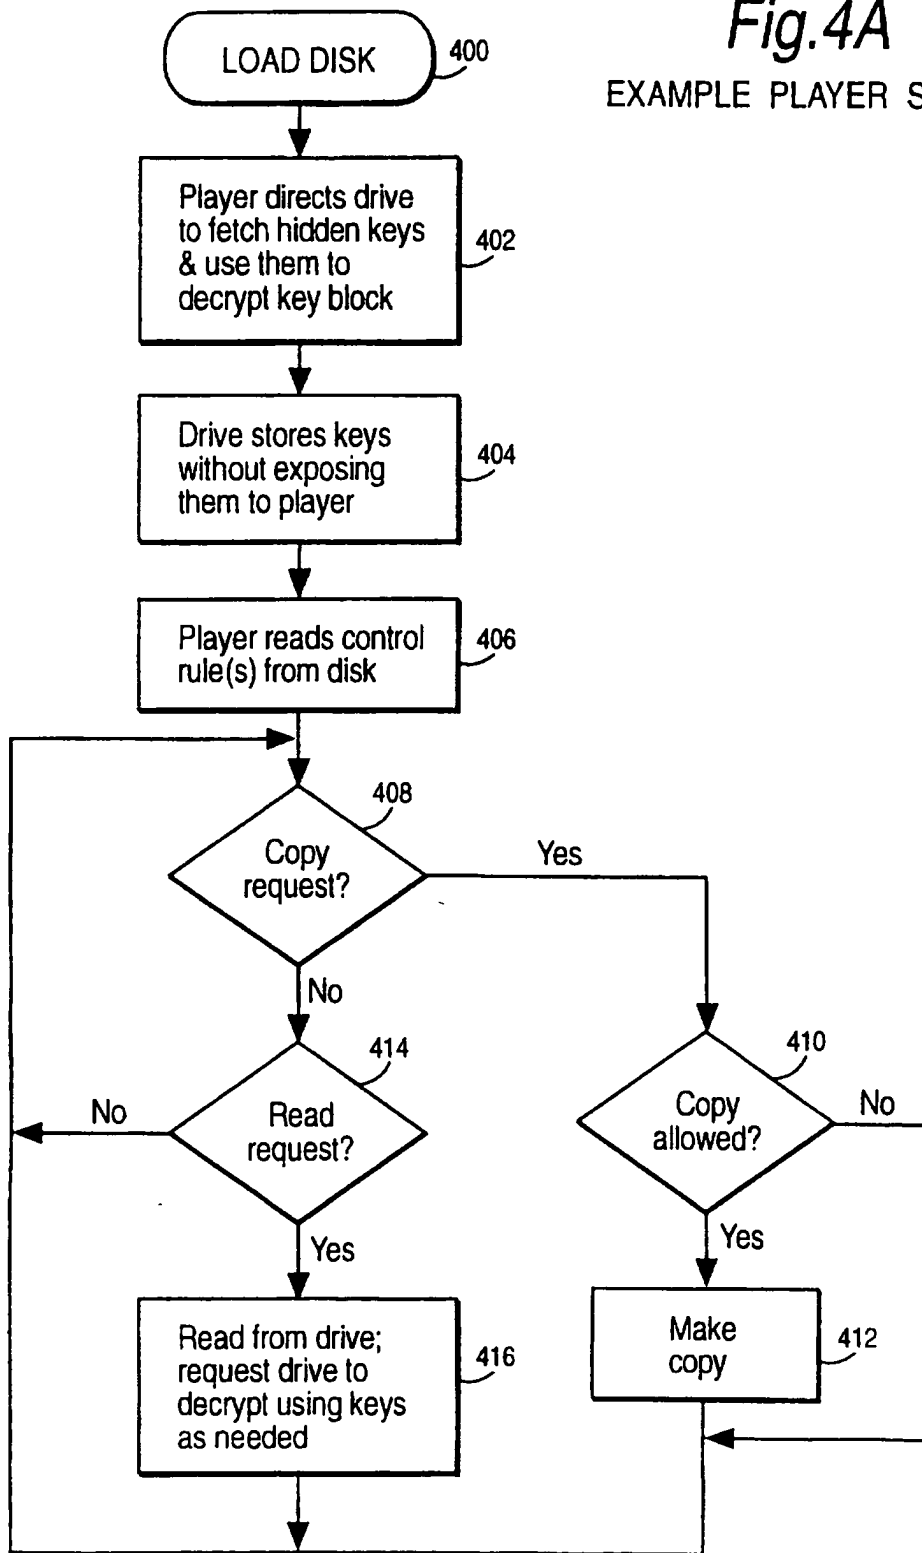 Fig.4A
EXAMPLE PLAYER S
LOAD DISK
400
Player directs drive
to fetch hidden keys
& use them to
decrypt key block
402
Drive stores keys
without exposing
them to player
404
Player reads control
rule(s) from disk
406
Copy
request?
408
Yes
No
Read
request?
414
No
Yes
Copy
allowed?
410
No
Yes
Read from drive;
request drive to
decrypt using keys
as needed
416
Make
copy
412